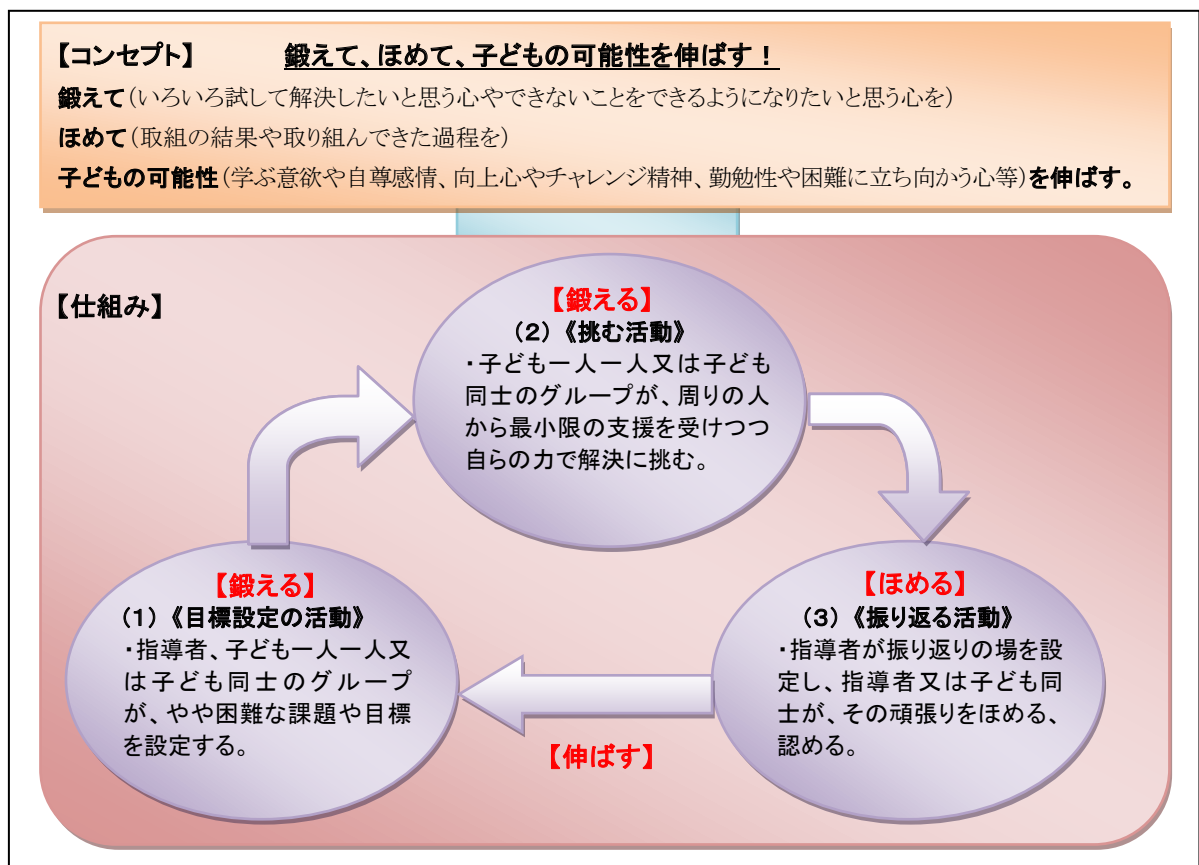 【コンセプト】 鍛えて、ほめて、子どもの可能性を伸ばす！
鍛えて（いろいろ試して解決したいと思う心やできないことをできるようになりたいと思う心を）
ほめて（取組の結果や取り組んできた過程を）
子どもの可能性（学ぶ意欲や自尊感情、向上心やチャレンジ精神、勤勉性や困難に立ち向かう心等）を伸ばす。
【仕組み】
【鍛える】
（２）《挑む活動》
・子ども一人一人又は子ども
同士のグループが、周りの人
から最小限の支援を受けつつ
自らの力で解決に挑む。
【鍛える】
（１）《目標設定の活動》
・指導者、子ども一人一人又
は子ども同士のグループ
が、やや困難な課題や目標
を設定する。
【ほめる】
（３）《振り返る活動》
・指導者が振り返りの場を設
定し、指導者又は子ども同
士が、その頑張りをほめる、
認める。
【伸ばす】